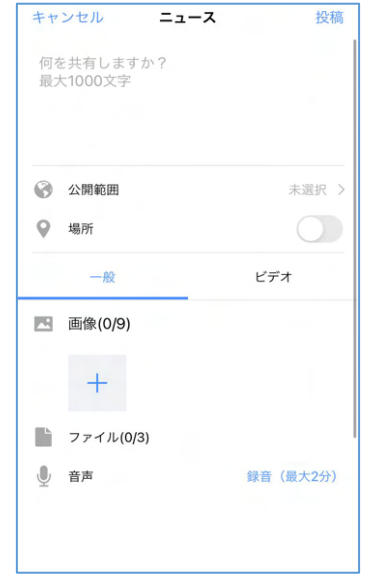 キャンセル ニュース 投稿
何を共有しますか？
最大1000文字
公開範囲 未選択
場所
一般 ビデオ
画像(0/9)
ファイル(0/3)
音声 録音（最大2分）